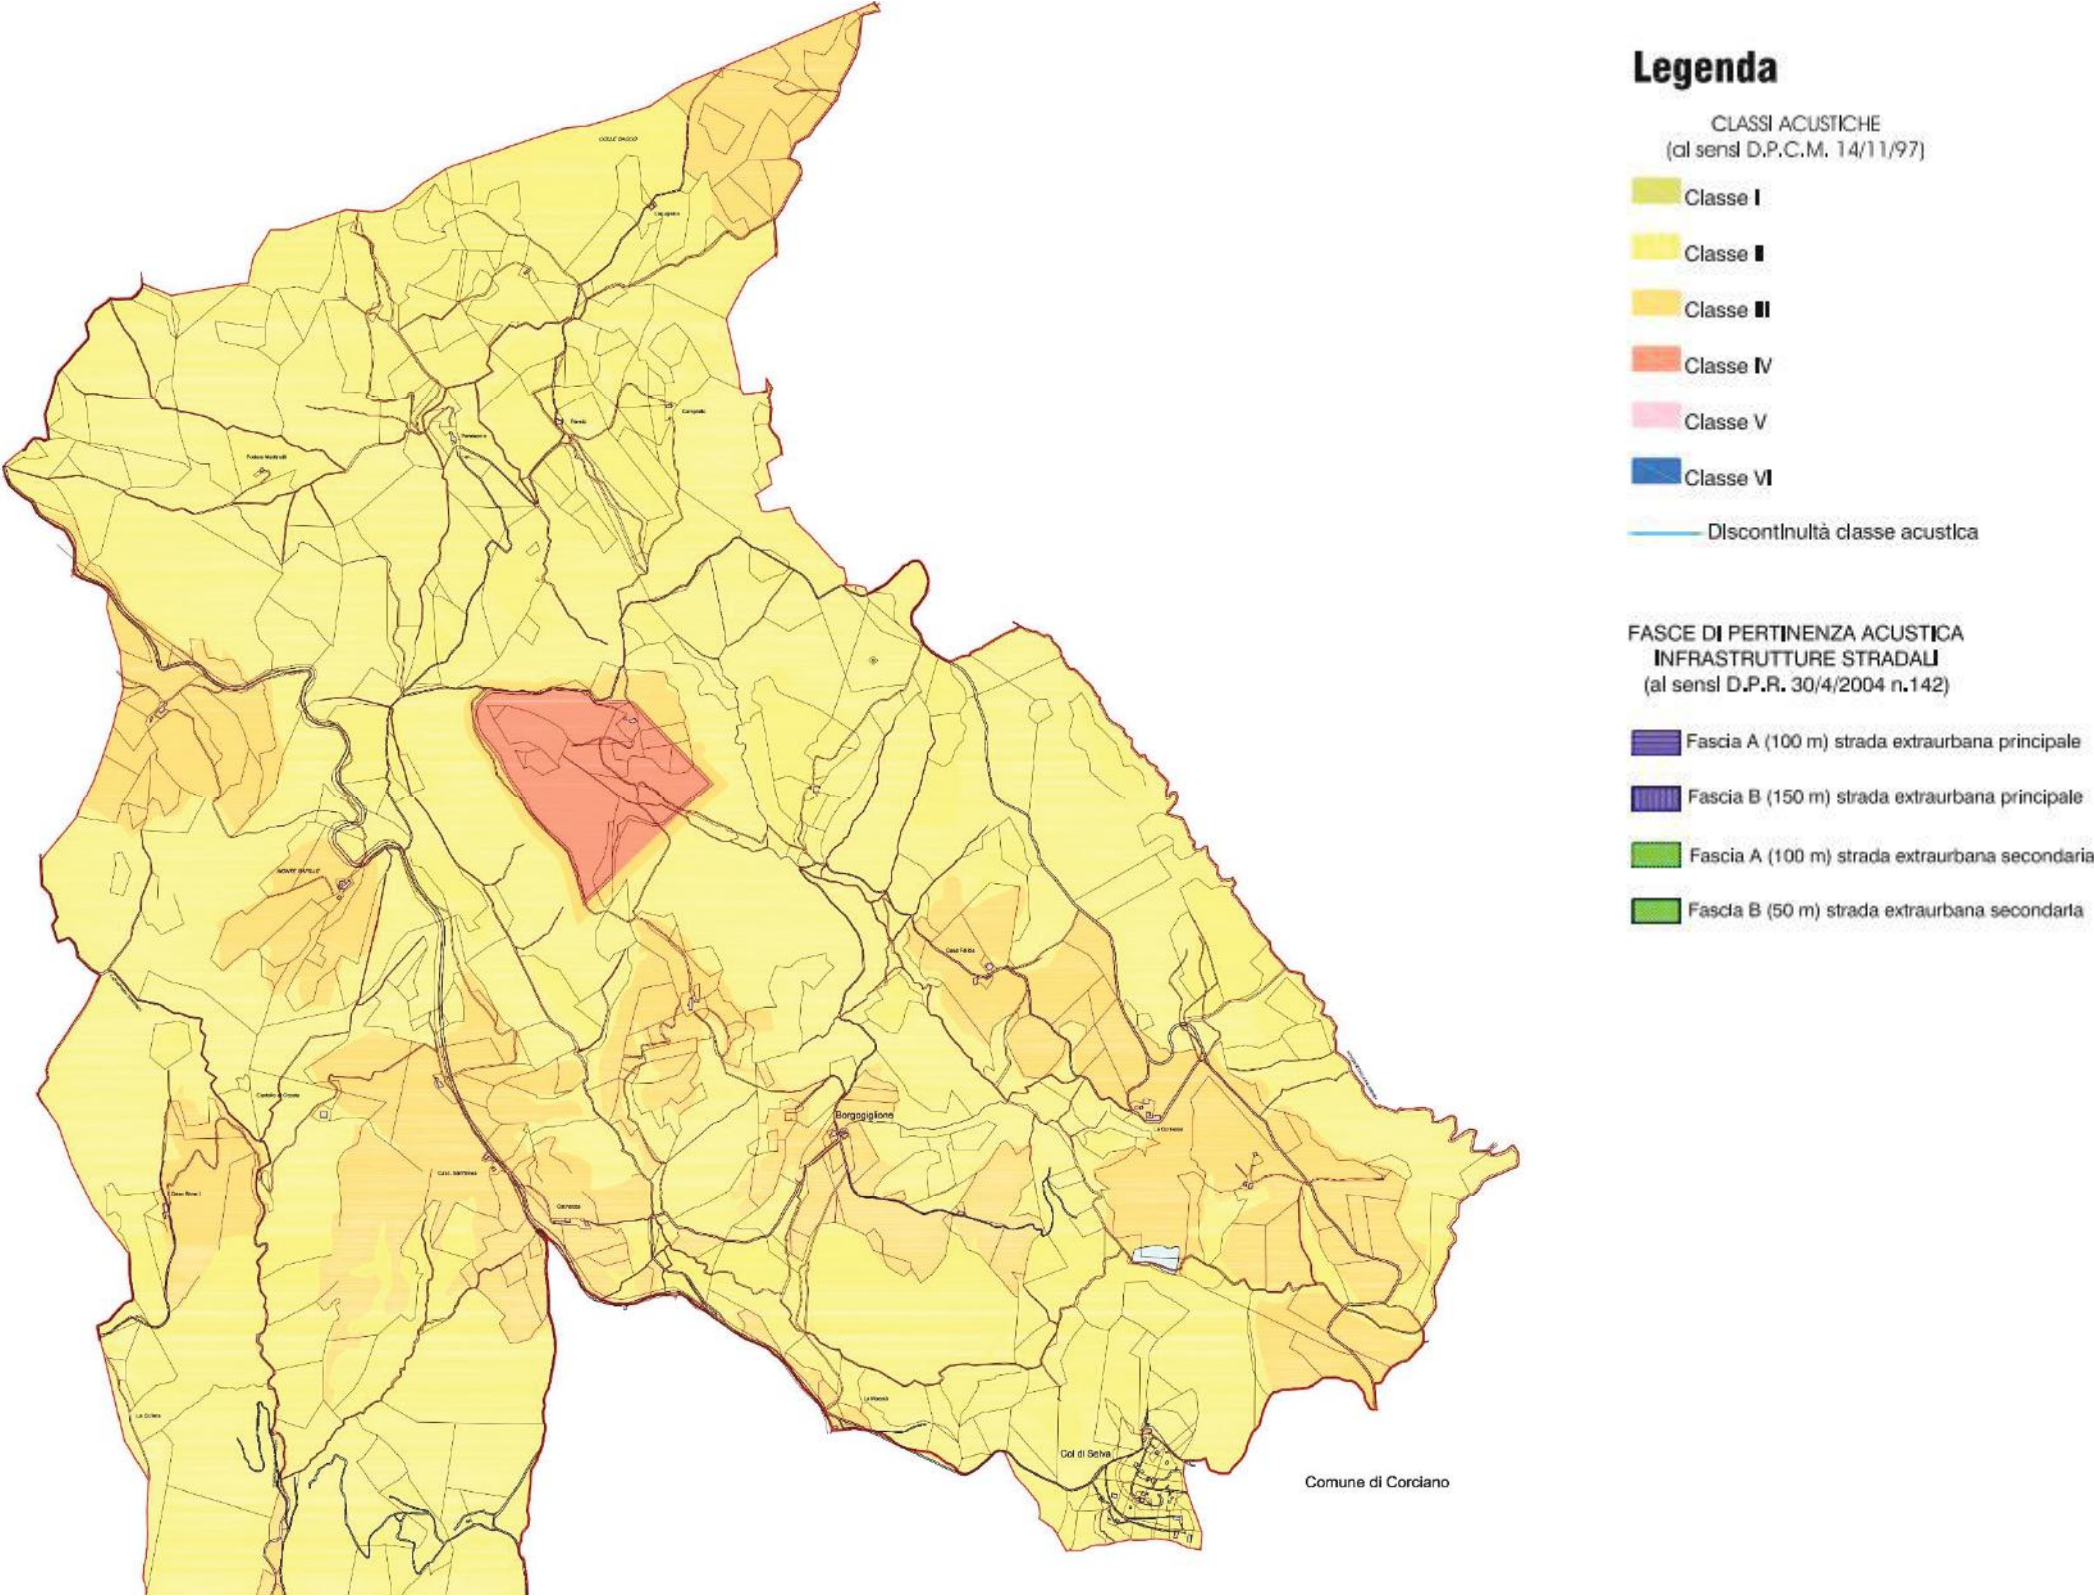 Legenda
CLASSI ACUSTICHE
(ai sensi D.P.C.M. 14/11/97)
Classe I
Classe II
Classe III
Classe IV
Classe V
Classe VI
Discontinuità classe acustica
FASCE DI PERTINENZA ACUSTICA
INFRASTRUTTURE STRADALI
(ai sensi D.P.R. 30/4/2004 n.142)
Fascia A (100 m) strada extraurbana principale
Fascia B (150 m) strada extraurbana principale
Fascia A (100 m) strada extraurbana secondaria
Fascia B (50 m) strada extraurbana secondaria
Borgogiglione
Col di Selva
Comune di Corciano